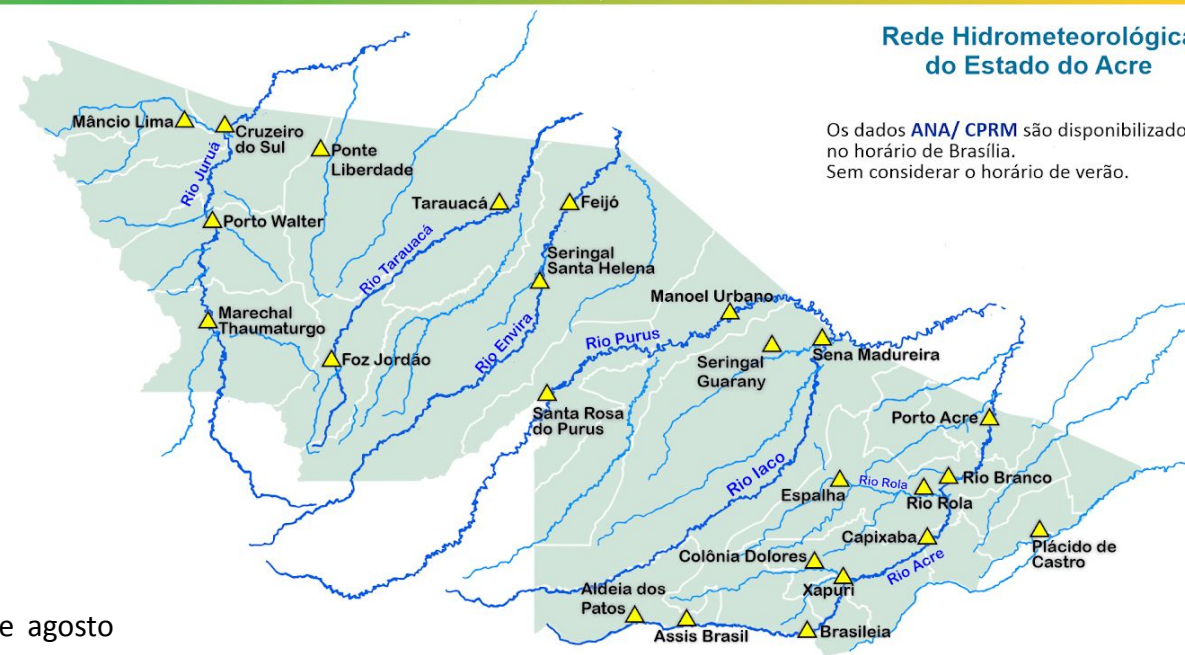 Rede Hidrometeorológica
do Estado do Acre
Os dados ANA/ CPRM são disponibilizado
no horário de Brasília.
Sem considerar o horário de verão.
Mâncio Lima
Cruzeiro
do Sul
Ponte
Liberdade
Rio Juruá
Porto Walter
Tarauacá
Feijó
Rio Tarauacá
Seringal
Santa Helena
Manoel Urbano
Marechal
Thaumaturgo
Foz Jordão
Rio Envira
Rio Purus
Seringal
Guarany
Sena Madureira
Santa Rosa
do Purus
Porto Acre
Rio Iaco
Espalha
Rio Rola
Rio Rola
Rio Branco
Capixaba
Plácido de
Castro
Colônia Dolores
Rio Acre
Xapuri
Aldeia dos
Patos
Assis Brasil
Brasileia
e agosto